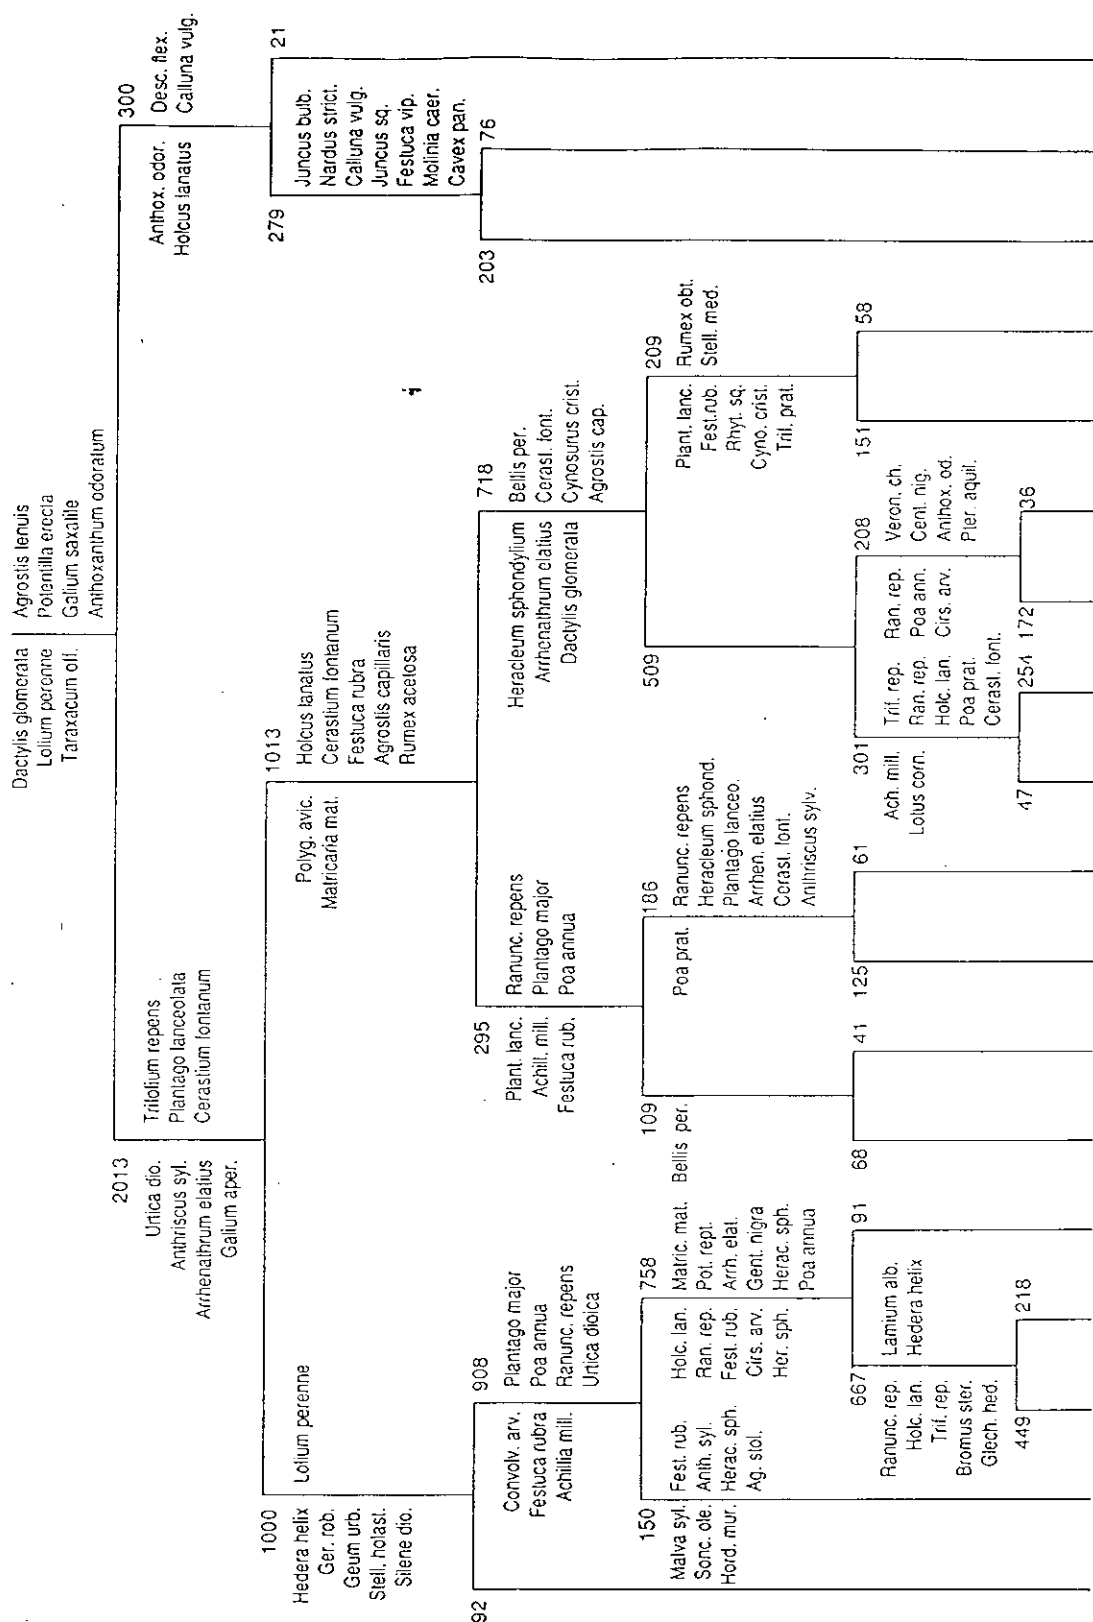 Dactylis glomerata
Lolium perenne
Taraxacum off.
Agrostis tenuis
Potentilla erecta
Galium saxatile
Anthoxanthum odoratum
2013
300
Urtica dio.
Anthriscus syl.
Arrhenathrum elatius
Galium aper.
Trifolium repens
Plantago lanceolata
Cerastium fontanum
Anthox. odor.
Holcus lanatus
Desc. flex.
Calluna vulg.
1000
1013
279
21
Hedera helix
Ger. rob.
Geum urb.
Stell. holast.
Silene dio.
Lolium perenne
Polyg. avic.
Matricaria mat.
Holcus lanatus
Cerastium fontanum
Festuca rubra
Agrostis capillaris
Rumex acetosa
Juncus bulb.
Nardus strict.
Calluna vulg.
Juncus sq.
Festuca vip.
Molinia caer.
Cavex pan.
92
908
295
718
203
76
Convolv. arv.
Festuca rubra
Achillia mill.
Plantago major
Poa annua
Ranunc. repens
Urtica dioica
Plant. lanc.
Achill. mill.
Festuca rub.
Ranunc. repens
Plantago major
Poa annua
Heracleum sphondylium
Arrhenathrum elatius
Dactylis glomerata
Bellis per.
Cerast. font.
Cynosurus crist.
Agrostis cap.
150
758
109
186
509
209
Malva syl.
Sonc. ole.
Hord. mur.
Fest. rub.
Anth. syl.
Herac. sph.
Ag. stol.
Holc. lan.
Ran. rep.
Fest. rub.
Cirs. arv.
Her. sph.
Matric. mat.
Pot. rept.
Arrh. elat.
Gent. nigra
Herac. sph.
Poa annua
Bellis per.
Poa prat.
Ranunc. repens
Heracleum sphond.
Plantago lanceo.
Arrhen. elatius
Cerast. font.
Anthriscus sylv.
Plant. lanc.
Fest.rub.
Rhyt. sq.
Cyno. crist.
Trif. prat.
Rumex obt.
Stell. med.
667
91
68
41
125
61
301
208
151
58
Ranunc. rep.
Holc. lan.
Trif. rep.
Bromus ster.
Glech. hed.
Lamium alb.
Hedera helix
Ach. mill.
Lotus corn.
Trif. rep.
Ran. rep.
Holc. lan.
Poa prat.
Cerast. font.
Ran. rep.
Poa ann.
Cirs. arv.
Veron. ch.
Cent. nig.
Anthox. od.
Pter. aquil.
449
218
47
254
172
36